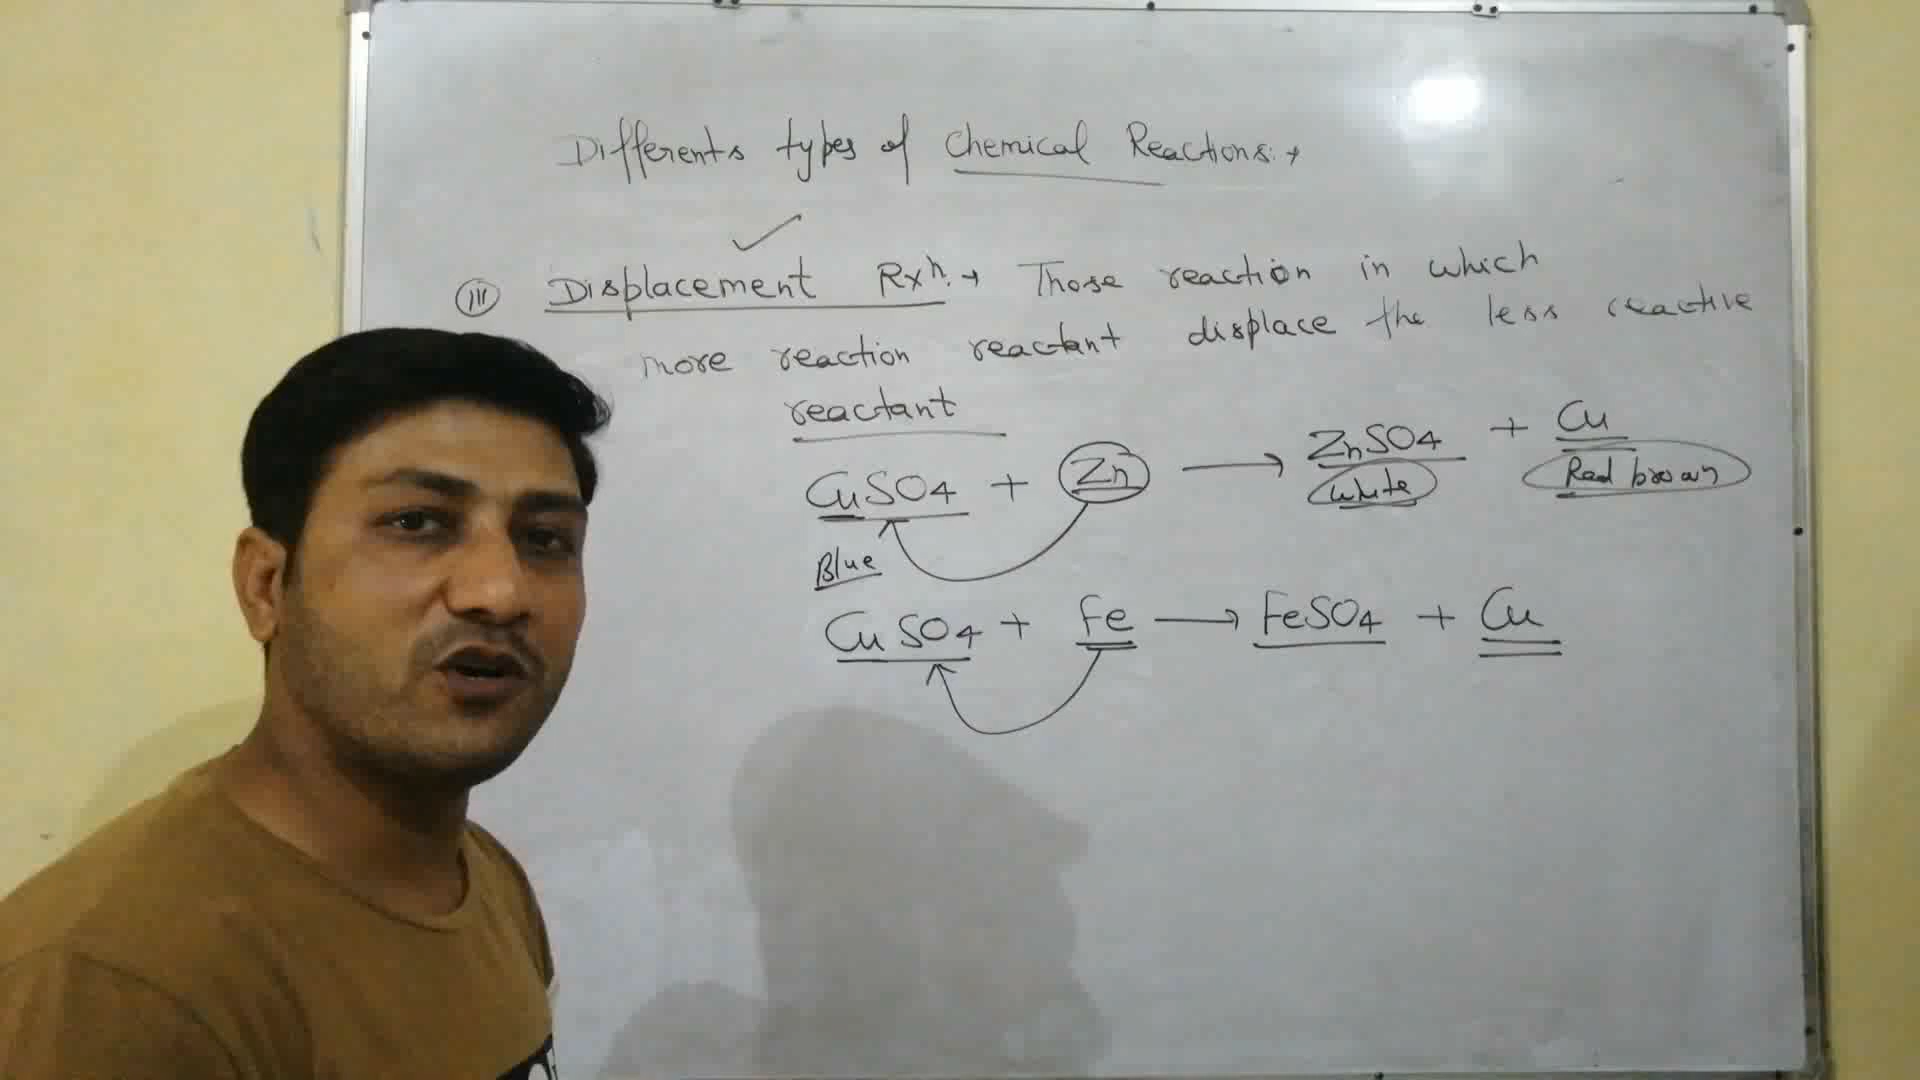 Differents types of Chemical Reactions:→
(iii) Displacement Rxn.→ Those reaction in which
more reaction reactant displace the less reactive
reactant
CuSO4 + Zn → ZnSO4 + Cu
Blue White Red brown
CuSO4 + Fe → FeSO4 + Cu